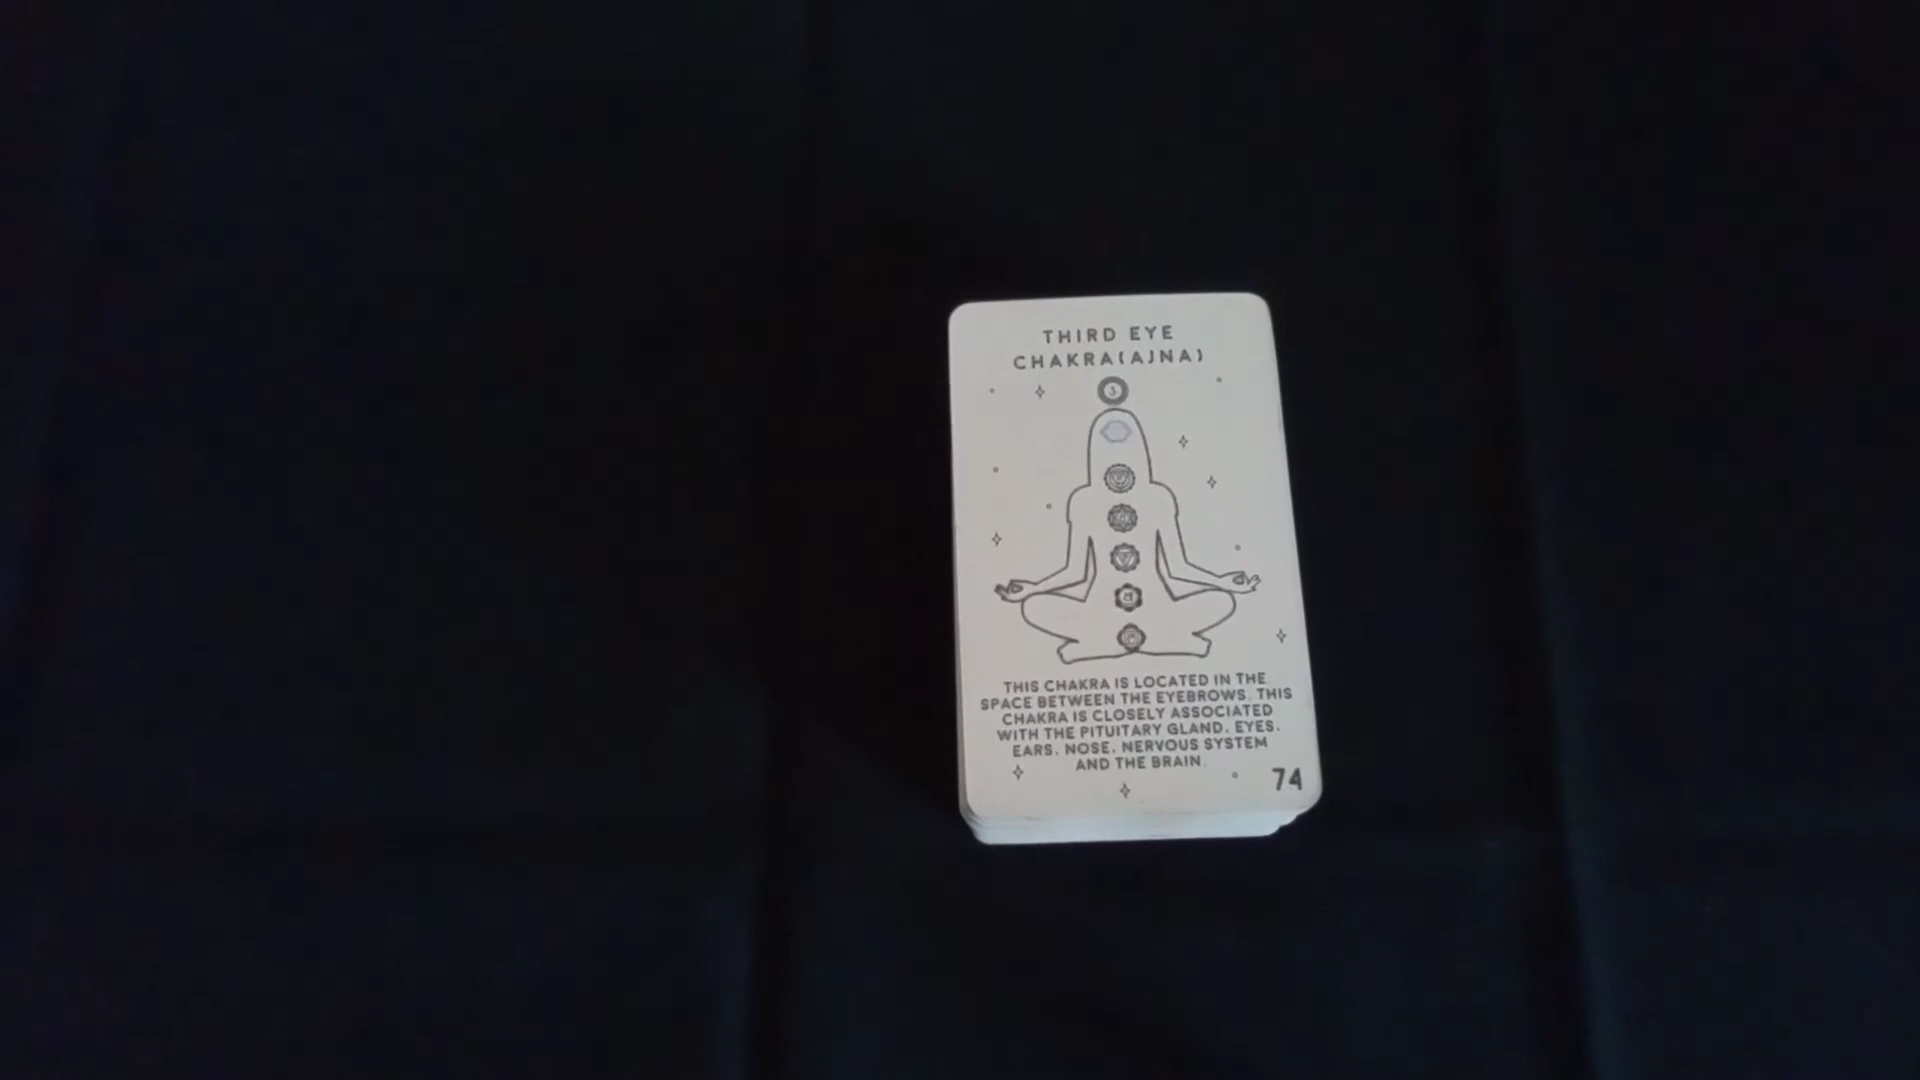 THIRD EYE
CHAKRA(AJNA)
THIS CHAKRA IS LOCATED IN THE
SPACE BETWEEN THE EYEBROWS. THIS
CHAKRA IS CLOSELY ASSOCIATED
WITH THE PITUITARY GLAND. EYES.
EARS. NOSE. NERVOUS SYSTEM
AND THE BRAIN.
74